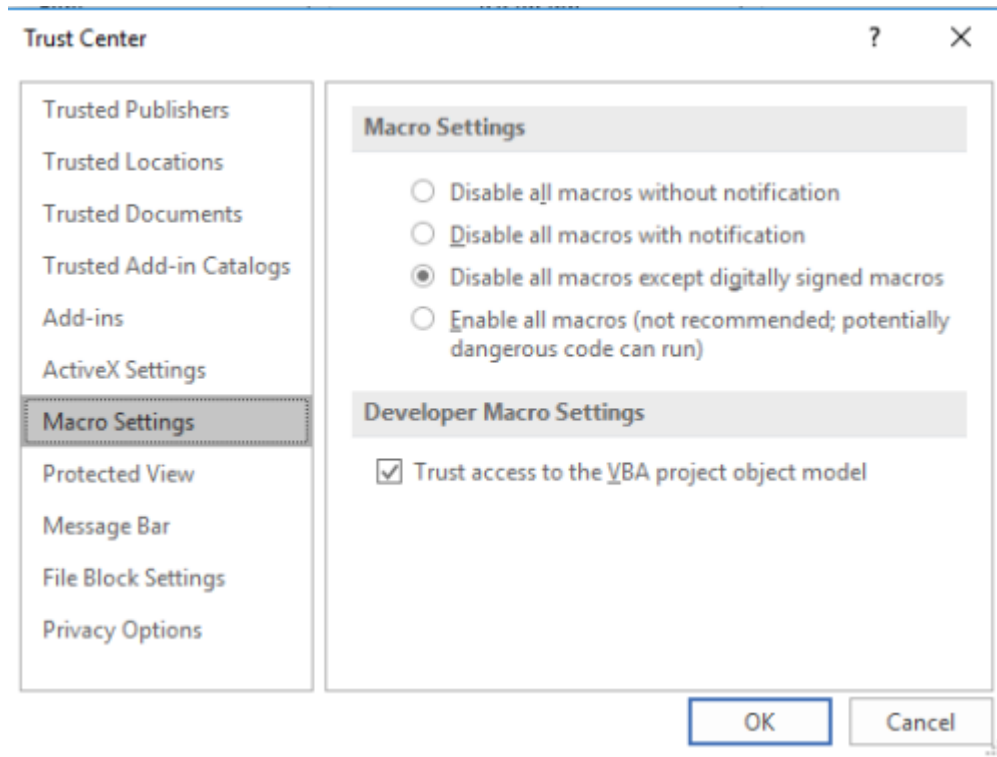 Trust Center
?
Trusted Publishers
Trusted Locations
Trusted Documents
Trusted Add-in Catalogs
Add-ins
ActiveX Settings
Macro Settings
Protected View
Message Bar
File Block Settings
Privacy Options
Macro Settings
Disable all macros without notification
Disable all macros with notification
Disable all macros except digitally signed macros
Enable all macros (not recommended; potentially
dangerous code can run)
Developer Macro Settings
Trust access to the VBA project object model
OK
Cancel